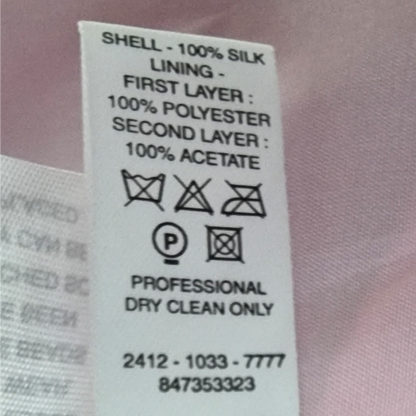 SHELL - 100% SILK
LINING -
FIRST LAYER :
100% POLYESTER
SECOND LAYER :
100% ACETATE
P
PROFESSIONAL
DRY CLEAN ONLY
2412 - 1033 - 7777
847353323